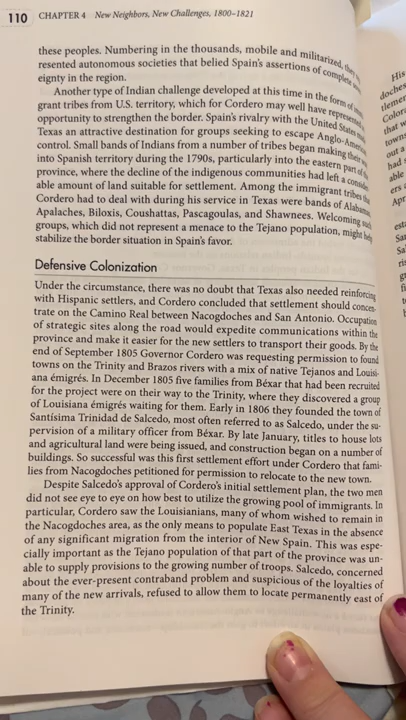 110 CHAPTER 4 New Neighbors, New Challenges, 1800–1821
these peoples. Numbering in the thousands, mobile and militarized, they
resented autonomous societies that belied Spain's assertions of complete
eignty in the region.
Another type of Indian challenge developed at this time in the form of
grant tribes from U.S. territory, which for Cordero may well have represented
opportunity to strengthen the border. Spain's rivalry with the United States
Texas an attractive destination for groups seeking to escape Anglo-American
control. Small bands of Indians from a number of tribes began making their way
into Spanish territory during the 1790s, particularly into the eastern part of the
province, where the decline of the indigenous communities had left a consider-
able amount of land suitable for settlement. Among the immigrant tribes
Cordero had to deal with during his service in Texas were bands of Alabamas,
Apalaches, Biloxis, Coushattas, Pascagoulas, and Shawnees. Welcoming such
groups, which did not represent a menace to the Tejano population, might help
stabilize the border situation in Spain's favor.
Defensive Colonization
Under the circumstance, there was no doubt that Texas also needed reinforcing
with Hispanic settlers, and Cordero concluded that settlement should concen-
trate on the Camino Real between Nacogdoches and San Antonio. Occupation
of strategic sites along the road would expedite communications within the
province and make it easier for the new settlers to transport their goods. By the
end of September 1805 Governor Cordero was requesting permission to found
towns on the Trinity and Brazos rivers with a mix of native Tejanos and Louisi-
ana émigrés. In December 1805 five families from Béxar that had been recruited
for the project were on their way to the Trinity, where they discovered a group
of Louisiana émigrés waiting for them. Early in 1806 they founded the town of
Santísima Trinidad de Salcedo, most often referred to as Salcedo, under the su-
pervision of a military officer from Béxar. By late January, titles to house lots
and agricultural land were being issued, and construction began on a number of
buildings. So successful was this first settlement effort under Cordero that fami-
lies from Nacogdoches petitioned for permission to relocate to the new town.
Despite Salcedo's approval of Cordero's initial settlement plan, the two men
did not see eye to eye on how best to utilize the growing pool of immigrants. In
particular, Cordero saw the Louisianians, many of whom wished to remain in
the Nacogdoches area, as the only means to populate East Texas in the absence
of any significant migration from the interior of New Spain. This was espe-
cially important as the Tejano population of that part of the province was un-
able to supply provisions to the growing number of troops. Salcedo, concerned
about the ever-present contraband problem and suspicious of the loyalties of
many of the new arrivals, refused to allow them to locate permanently east of
the Trinity.